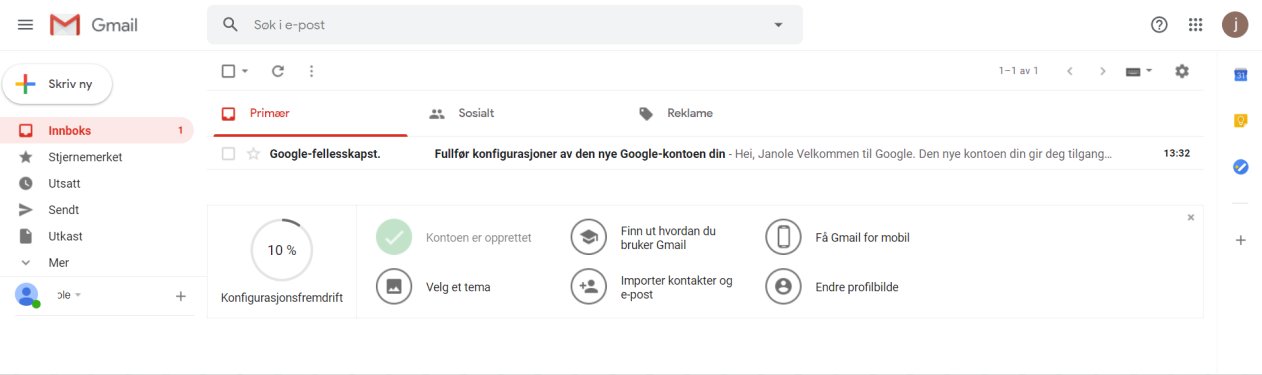 Gmail
Søk i e-post
j
Skriv ny
1–1 av 1
31
Primær
Sosialt
Reklame
Innboks 1
Stjernemerket
Utsatt
Sendt
Utkast
Mer
Google-fellesskapst. Fullfør konfigurasjoner av den nye Google-kontoen din - Hei, Janole Velkommen til Google. Den nye kontoen din gir deg tilgang… 13:32
10 %
Konfigurasjonsfremdrift
Kontoen er opprettet
Finn ut hvordan du
bruker Gmail
Få Gmail for mobil
Velg et tema
Importer kontakter og
e-post
Endre profilbilde